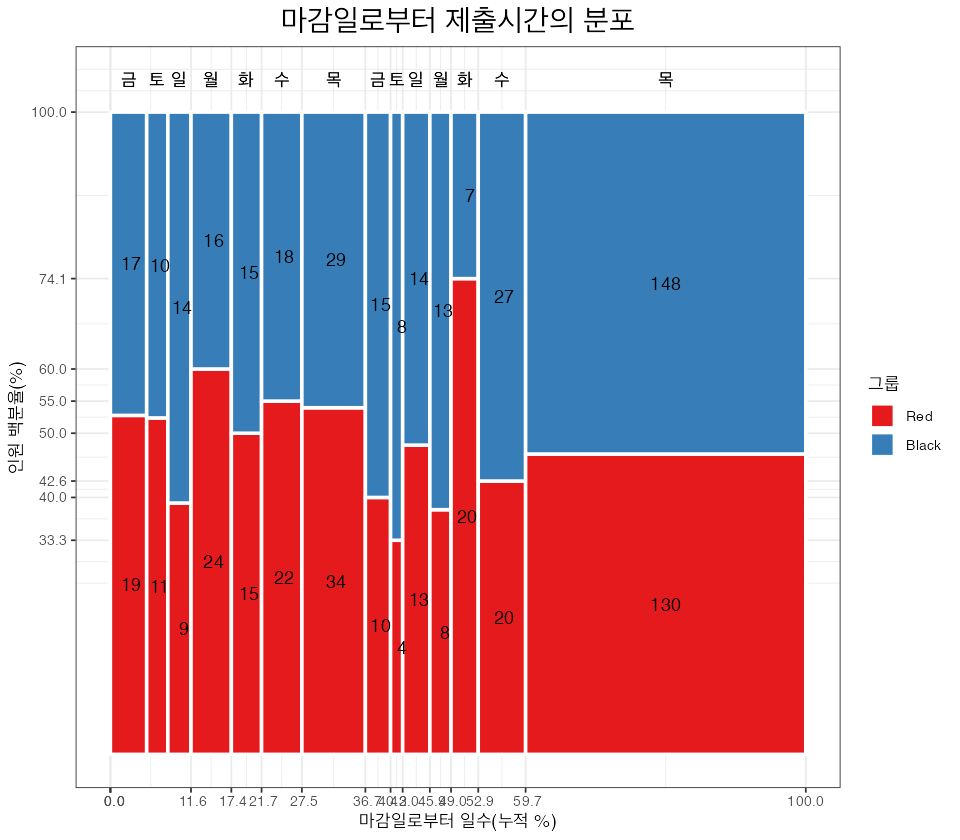 마감일로부터 제출시간의 분포
금 토 일 월 화 수 목 금 토 일 월 화 수 목
100.0
74.1
60.0
55.0
50.0
42.6
40.0
33.3
인원 백분율(%)
17 10 14 16 15 18 29 15 8 14 13 7 27 148
19 11 9 24 15 22 34 10 4 13 8 20 20 130
그룹
Red
Black
0.0 11.6 17.4 21.7 27.5 36.7 45.9 49.0 52.9 59.7 100.0
마감일로부터 일수(누적 %)